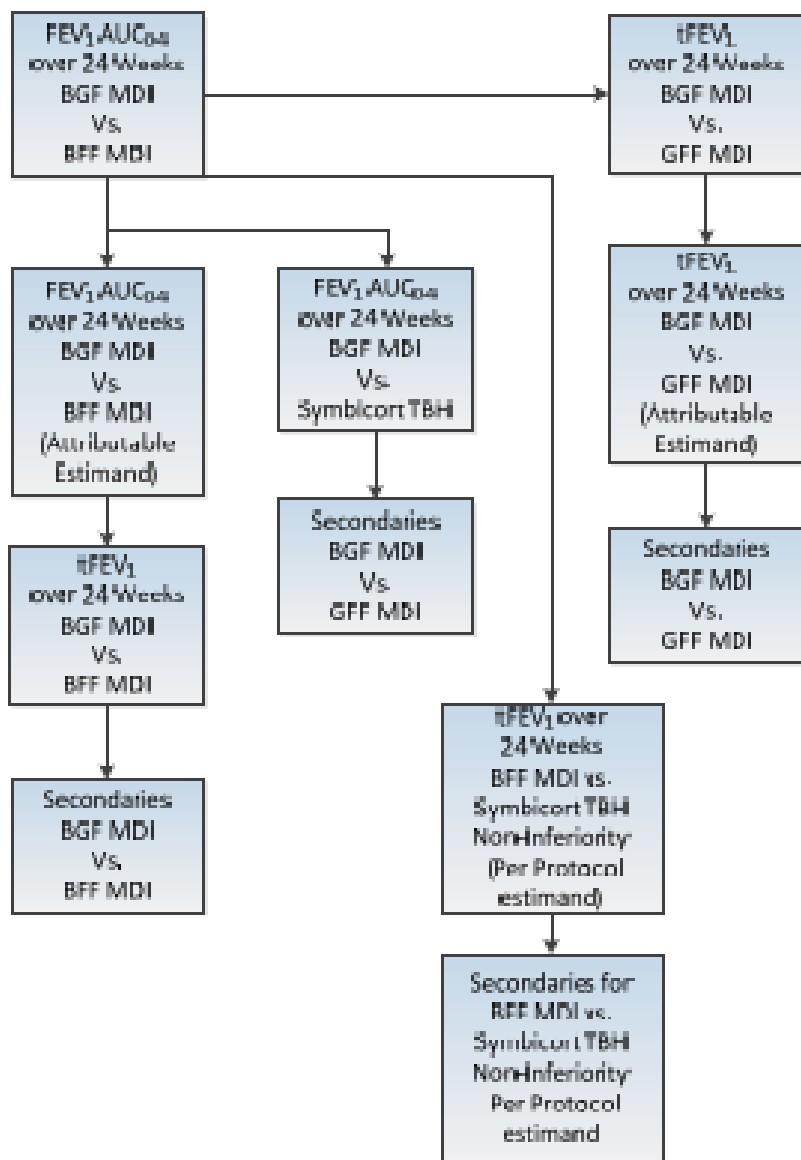 FEV₁ AUC₀₋₄
over 24 Weeks
BGF MDI
Vs.
BFF MDI
tFEV₁
over 24 Weeks
BGF MDI
Vs.
GFF MDI
FEV₁ AUC₀₋₄
over 24 Weeks
BGF MDI
Vs.
BFF MDI
(Attributable
Estimand)
FEV₁ AUC₀₋₄
over 24 Weeks
BGF MDI
Vs.
Symbicort TBH
tFEV₁
over 24 Weeks
BGF MDI
Vs.
GFF MDI
(Attributable
Estimand)
tFEV₁
over 24 Weeks
BGF MDI
Vs.
BFF MDI
Secondaries
BGF MDI
Vs.
GFF MDI
Secondaries
BGF MDI
Vs.
GFF MDI
Secondaries
BGF MDI
Vs.
BFF MDI
tFEV₁ over
24 Weeks
BFF MDI vs.
Symbicort TBH
Non-Inferiority
(Per Protocol
estimand)
Secondaries for
BFF MDI vs.
Symbicort TBH
Non-Inferiority
Per Protocol
estimand